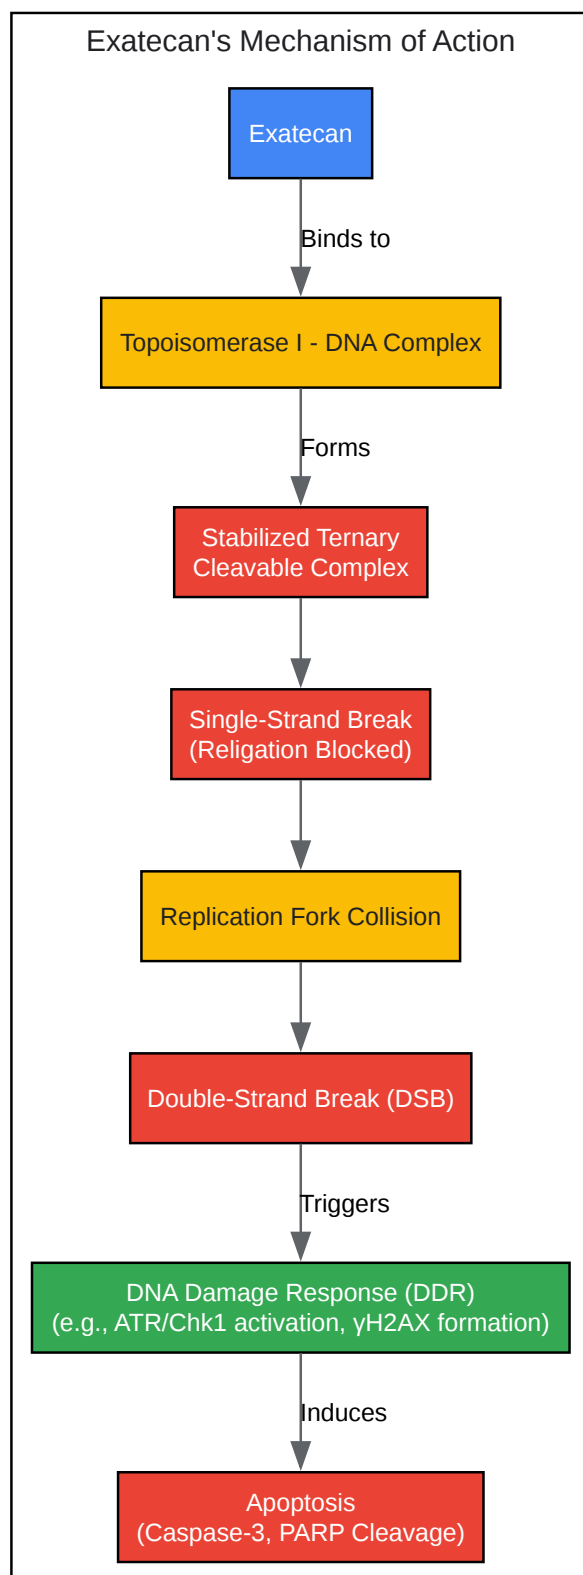 Exatecan's Mechanism of Action
Exatecan
Binds to
Topoisomerase I - DNA Complex
Forms
Stabilized Ternary
Cleavable Complex
Single-Strand Break
(Religation Blocked)
Replication Fork Collision
Double-Strand Break (DSB)
Triggers
DNA Damage Response (DDR)
(e.g., ATR/Chk1 activation, γH2AX formation)
Induces
Apoptosis
(Caspase-3, PARP Cleavage)